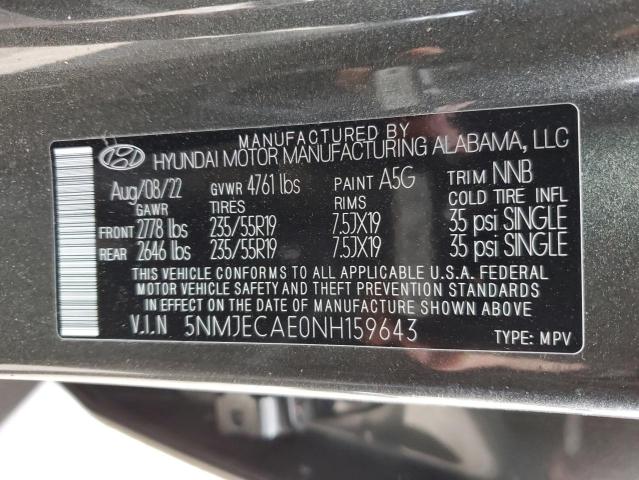 MANUFACTURED BY
HYUNDAI MOTOR MANUFACTURING ALABAMA, LLC
Aug/08/22 GVWR 4761 lbs PAINT A5G TRIM NNB
GAWR TIRES RIMS COLD TIRE INFL
FRONT 2778 lbs 235/55R19 7.5JX19 35 psi SINGLE
REAR 2646 lbs 235/55R19 7.5JX19 35 psi SINGLE
THIS VEHICLE CONFORMS TO ALL APPLICABLE U.S.A. FEDERAL
MOTOR VEHICLE SAFETY AND THEFT PREVENTION STANDARDS
IN EFFECT ON THE DATE OF MANUFACTURE SHOWN ABOVE
V.I.N 5NMJECAE0NH159643 TYPE: MPV